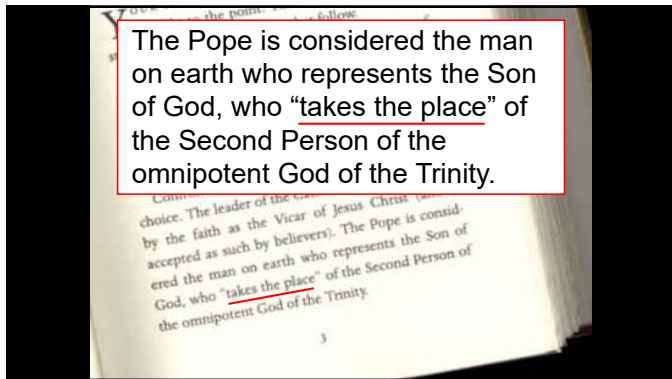 to the point.
follow.
The Pope is considered the man
on earth who represents the Son
of God, who “takes the place” of
the Second Person of the
omnipotent God of the Trinity.
choice. The leader of the
by the faith as the Vicar of Jesus Christ
accepted as such by believers). The Pope is consid-
ered the man on earth who represents the Son of
God, who “takes the place” of the Second Person of
the omnipotent God of the Trinity.
3